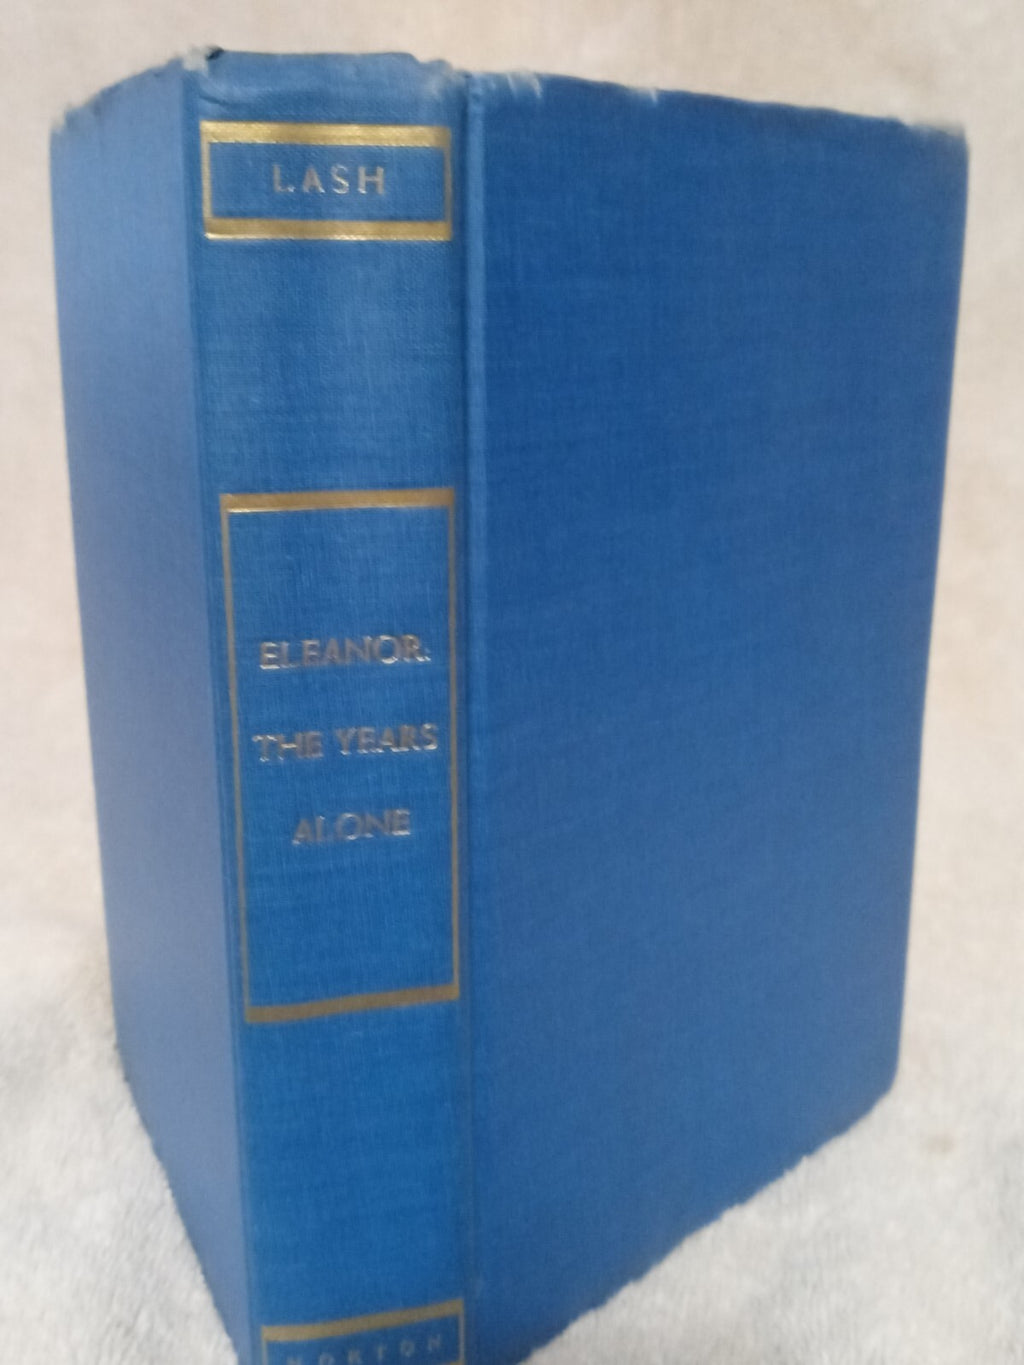 LASH
ELEANOR:
THE YEARS
ALONE
NORTON